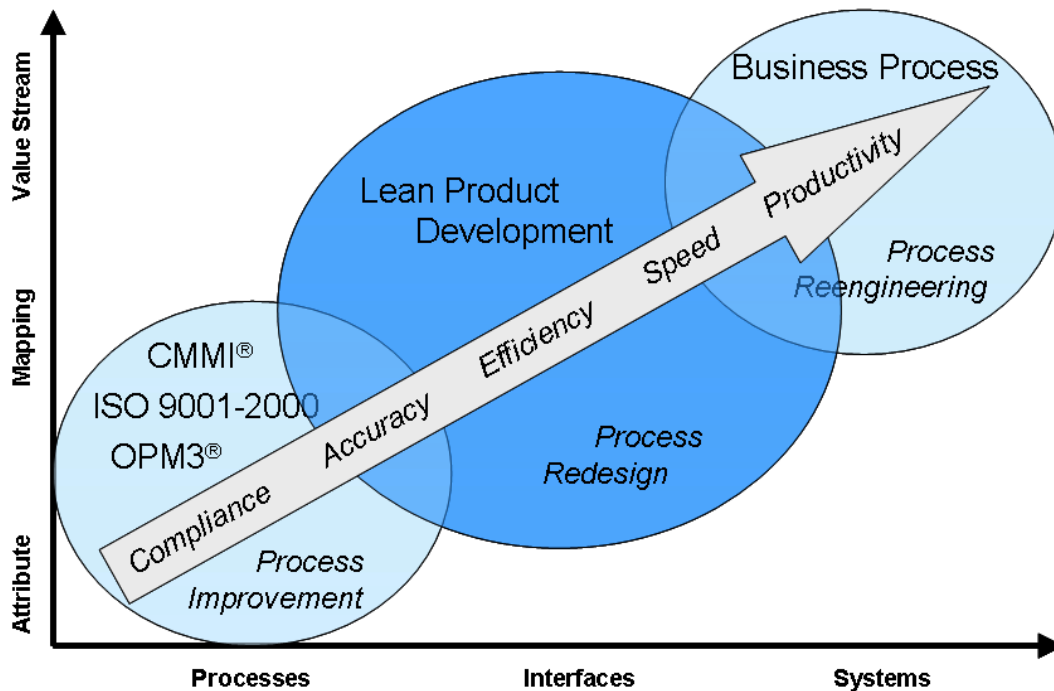 Value Stream
Mapping
Attribute
Business Process
Process
Reengineering
Lean Product
Development
Process
Redesign
CMMI®
ISO 9001-2000
OPM3®
Process
Improvement
Compliance Accuracy Efficiency Speed Productivity
Processes Interfaces Systems